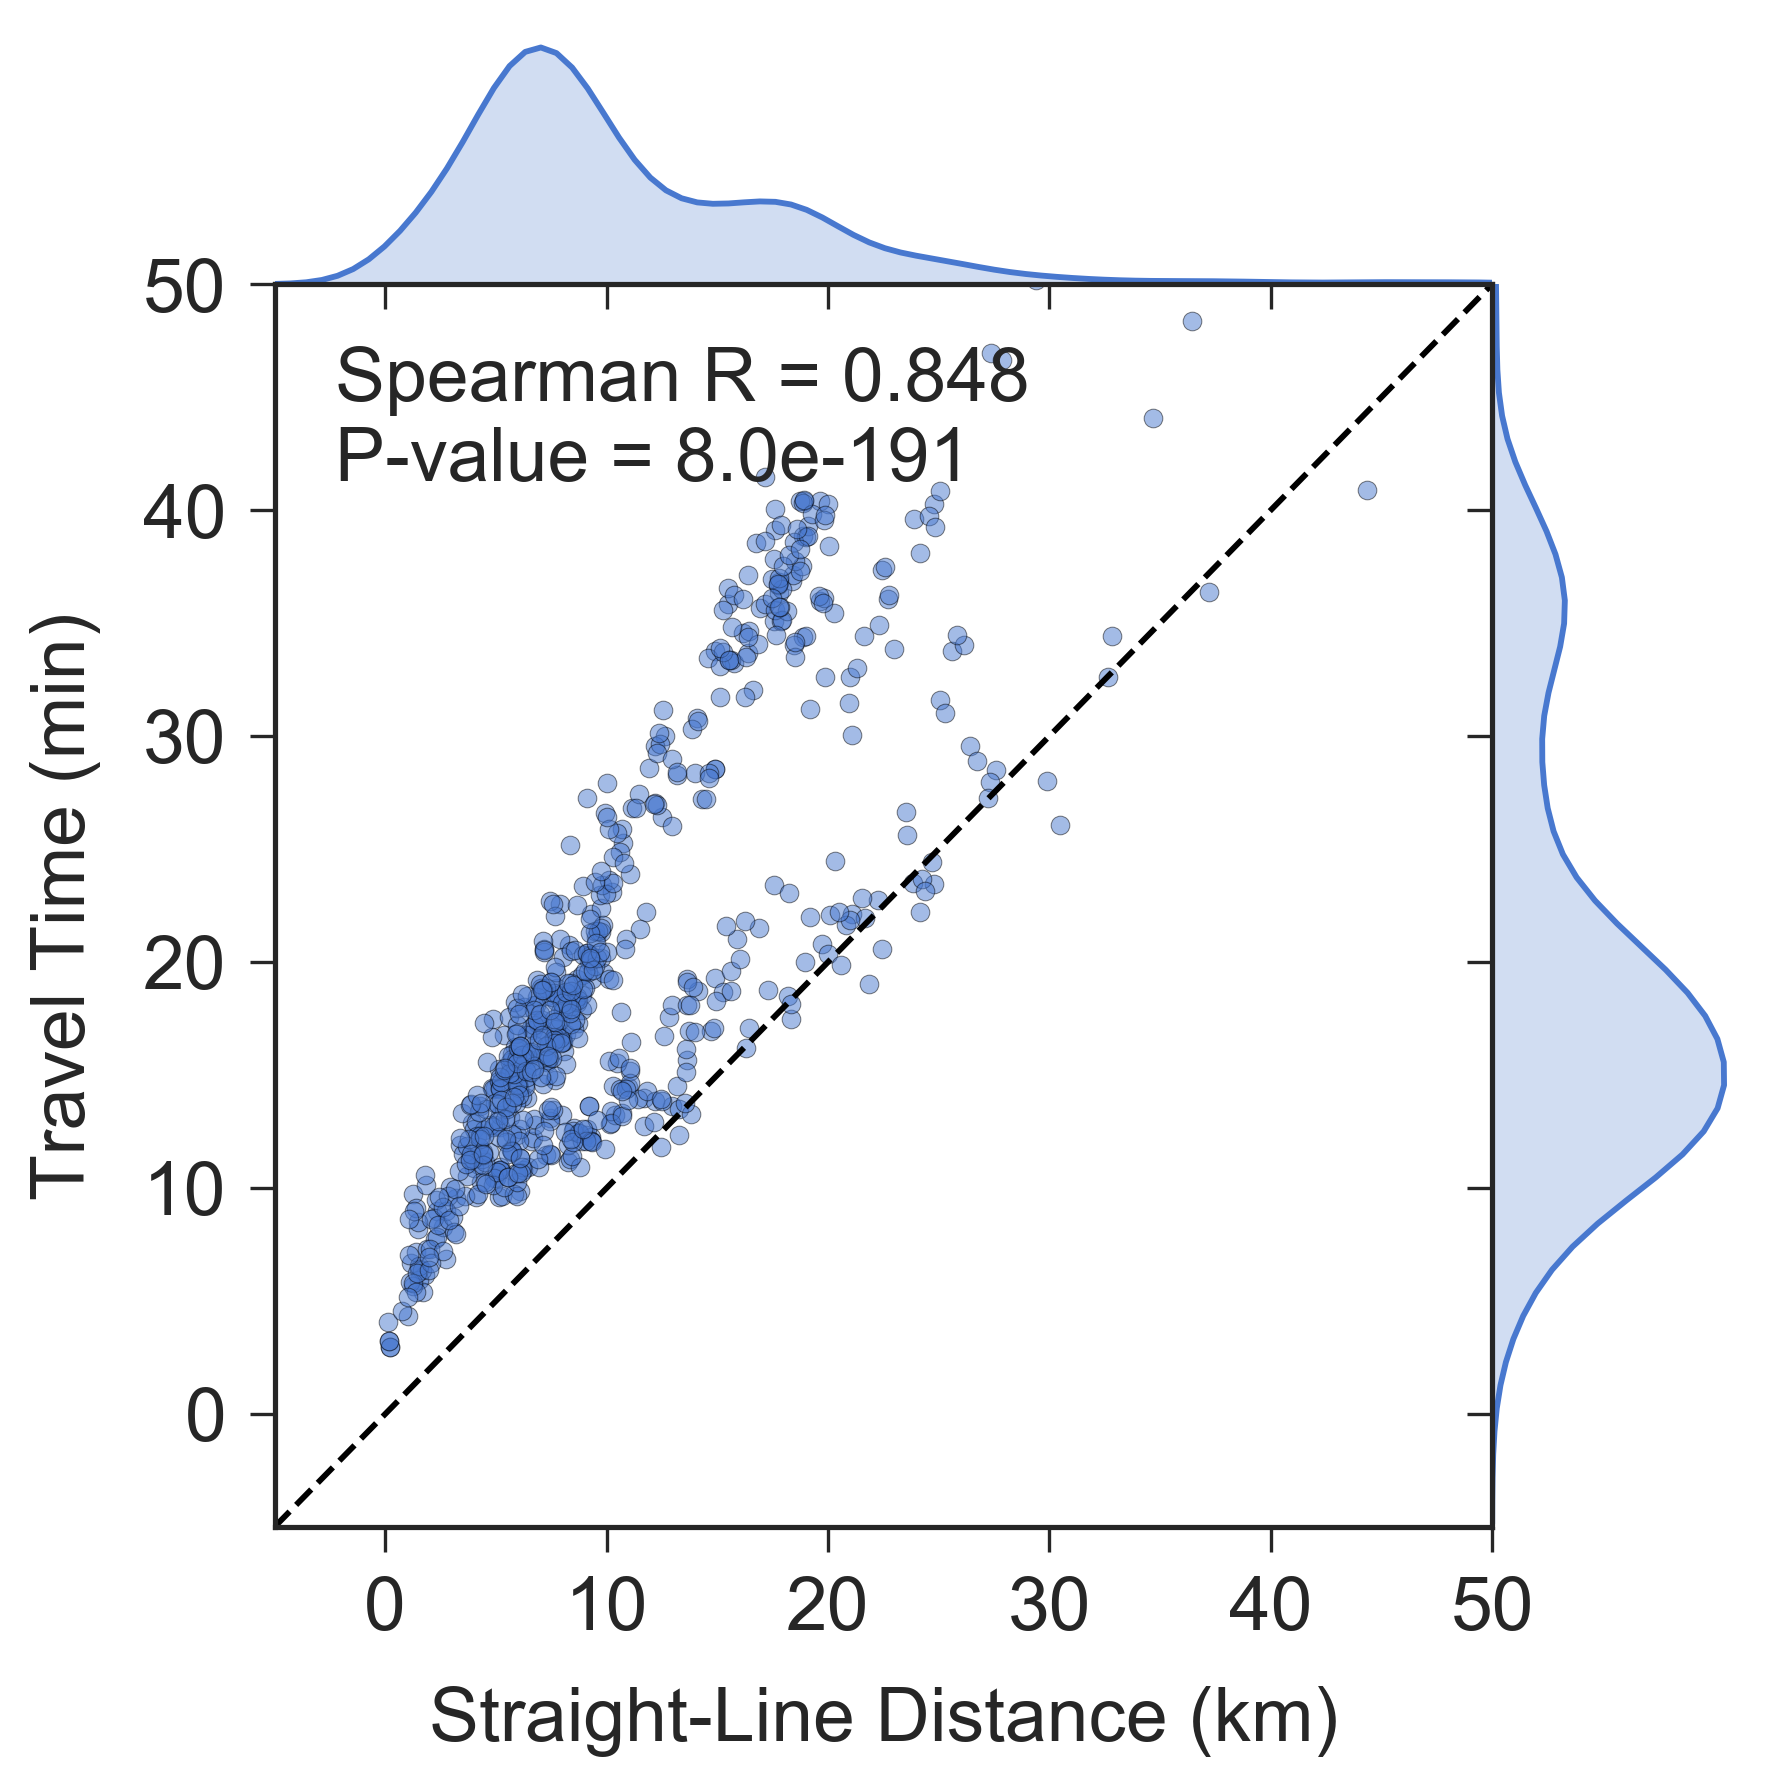 50
Spearman R = 0.848
P-value = 8.0e-191
40
30
20
10
0
Travel Time (min)
0 10 20 30 40 50
Straight-Line Distance (km)